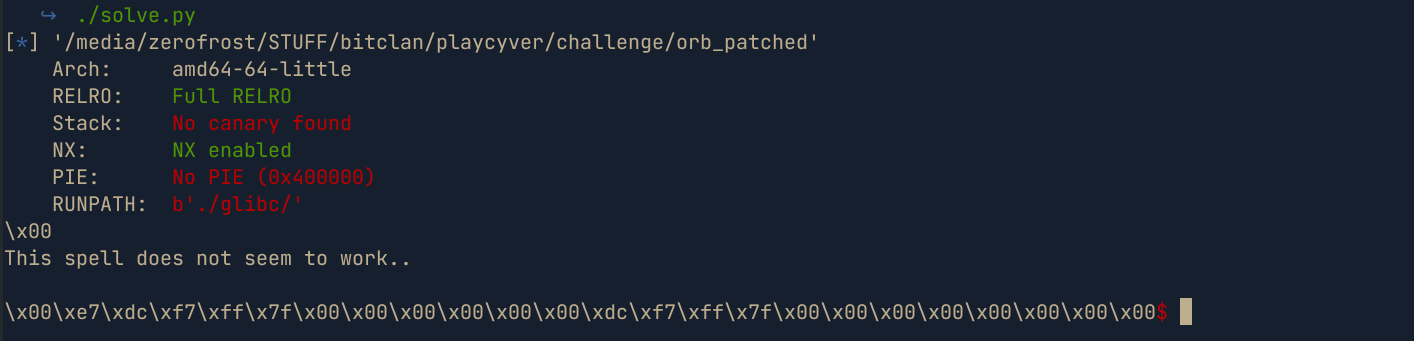 ↪ ./solve.py
[*] '/media/zerofrost/STUFF/bitclan/playcyver/challenge/orb_patched'
    Arch:     amd64-64-little
    RELRO:    Full RELRO
    Stack:    No canary found
    NX:       NX enabled
    PIE:      No PIE (0x400000)
    RUNPATH:  b'./glibc/'
\x00
This spell does not seem to work..
\x00\xe7\xdc\xf7\xff\x7f\x00\x00\x00\x00\x00\x00\xdc\xf7\xff\x7f\x00\x00\x00\x00\x00\x00\x00\x00$